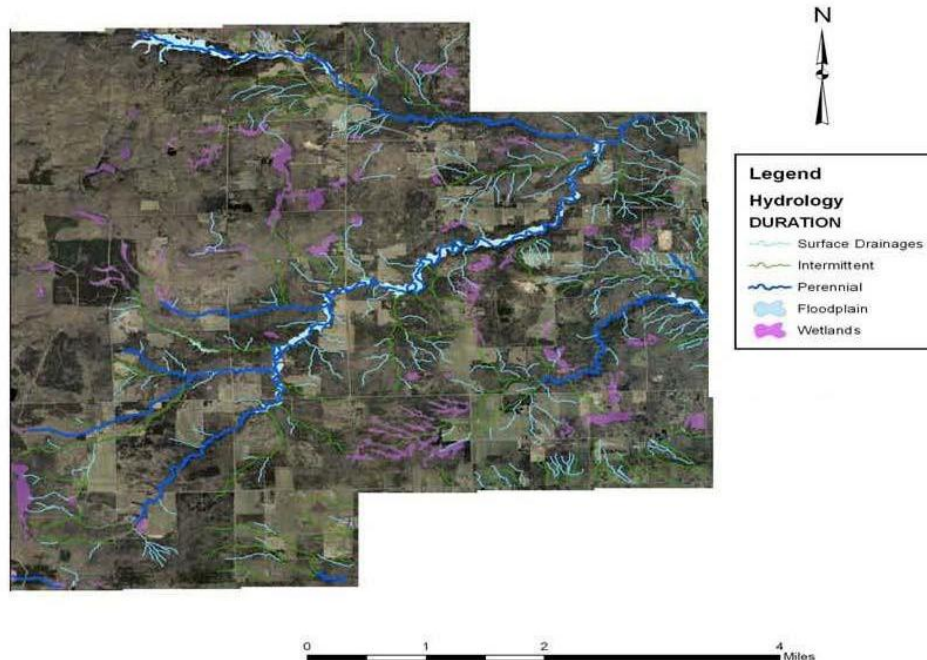 N
Legend
Hydrology
DURATION
Surface Drainages
Intermittent
Perennial
Floodplain
Wetlands
0 1 2 4
Miles